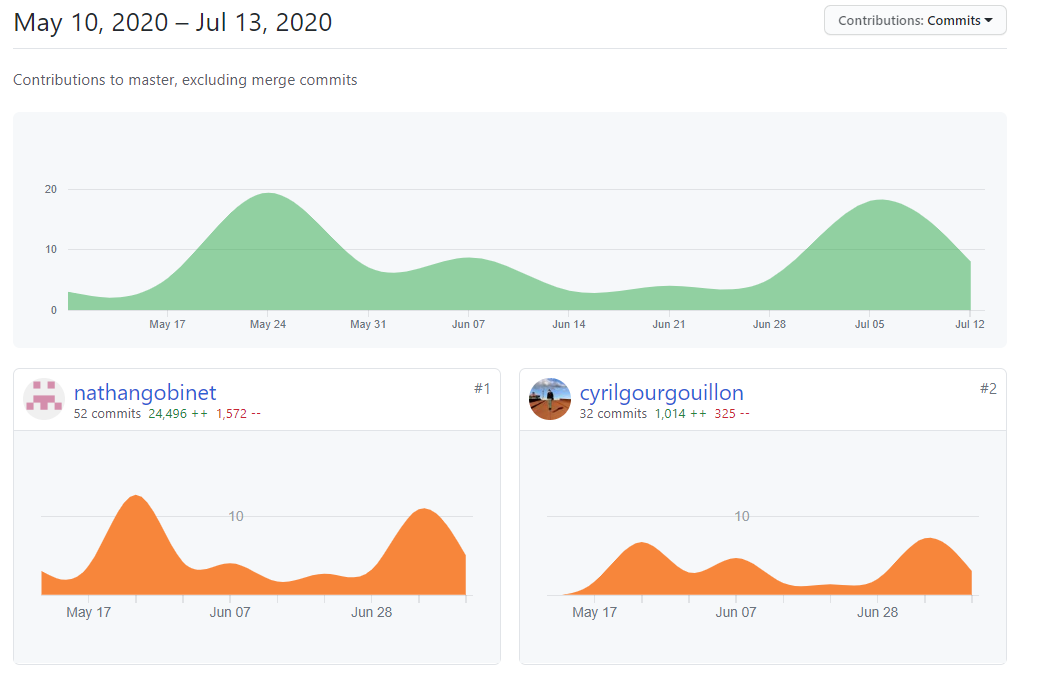 May 10, 2020 – Jul 13, 2020
Contributions: Commits
Contributions to master, excluding merge commits
20
10
0
May 17 May 24 May 31 Jun 07 Jun 14 Jun 21 Jun 28 Jul 05 Jul 12
nathangobinet #1
52 commits 24,496 ++ 1,572 --
10
May 17 Jun 07 Jun 28
cyrilgourgouillon #2
32 commits 1,014 ++ 325 --
10
May 17 Jun 07 Jun 28